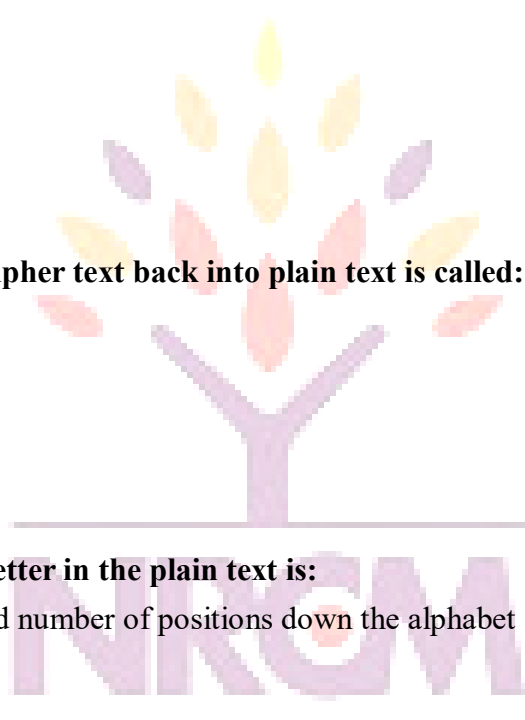 pher text back into plain text is called:
etter in the plain text is:
d number of positions down the alphabet
NRCM